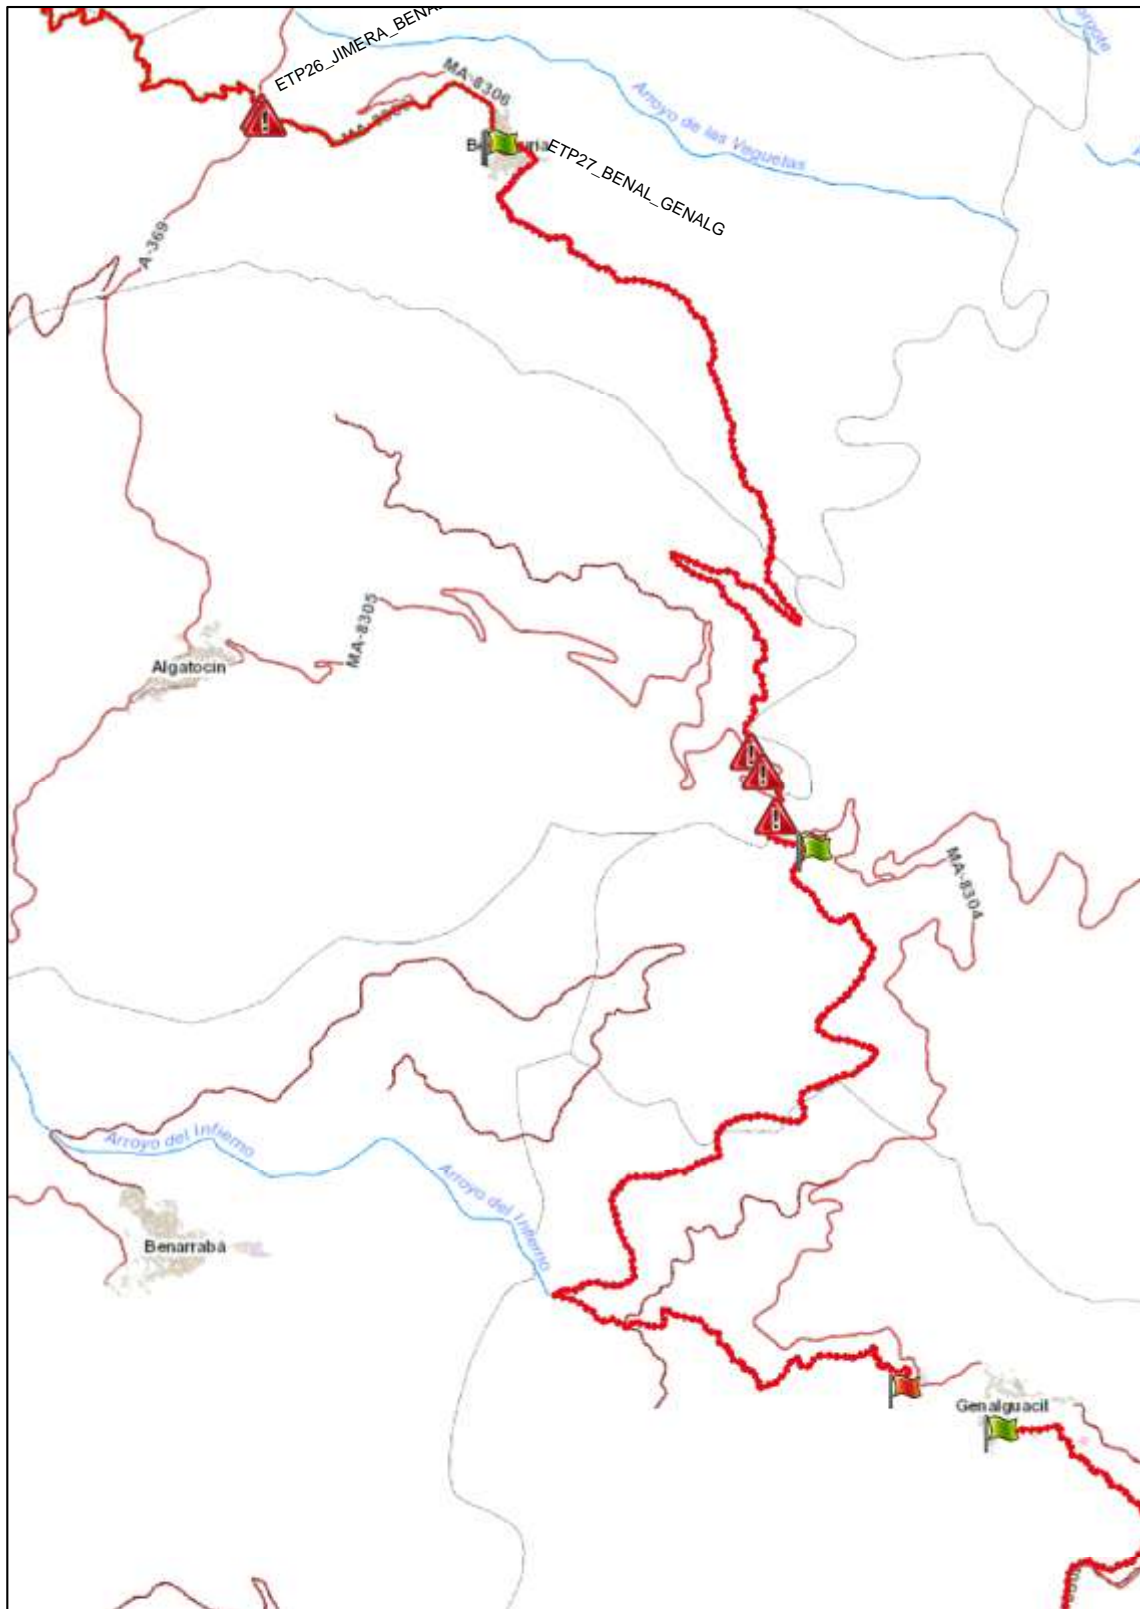 ETP26_JIMERA_BENA
Arroyo de las Veguetas
MA-8306
ETP27_BENAL_GENALG
A-369
MA-8305
Algatocín
MA-8304
Arroyo del Infierno
Arroyo del Infierno
Benarrabá
Genalguacil